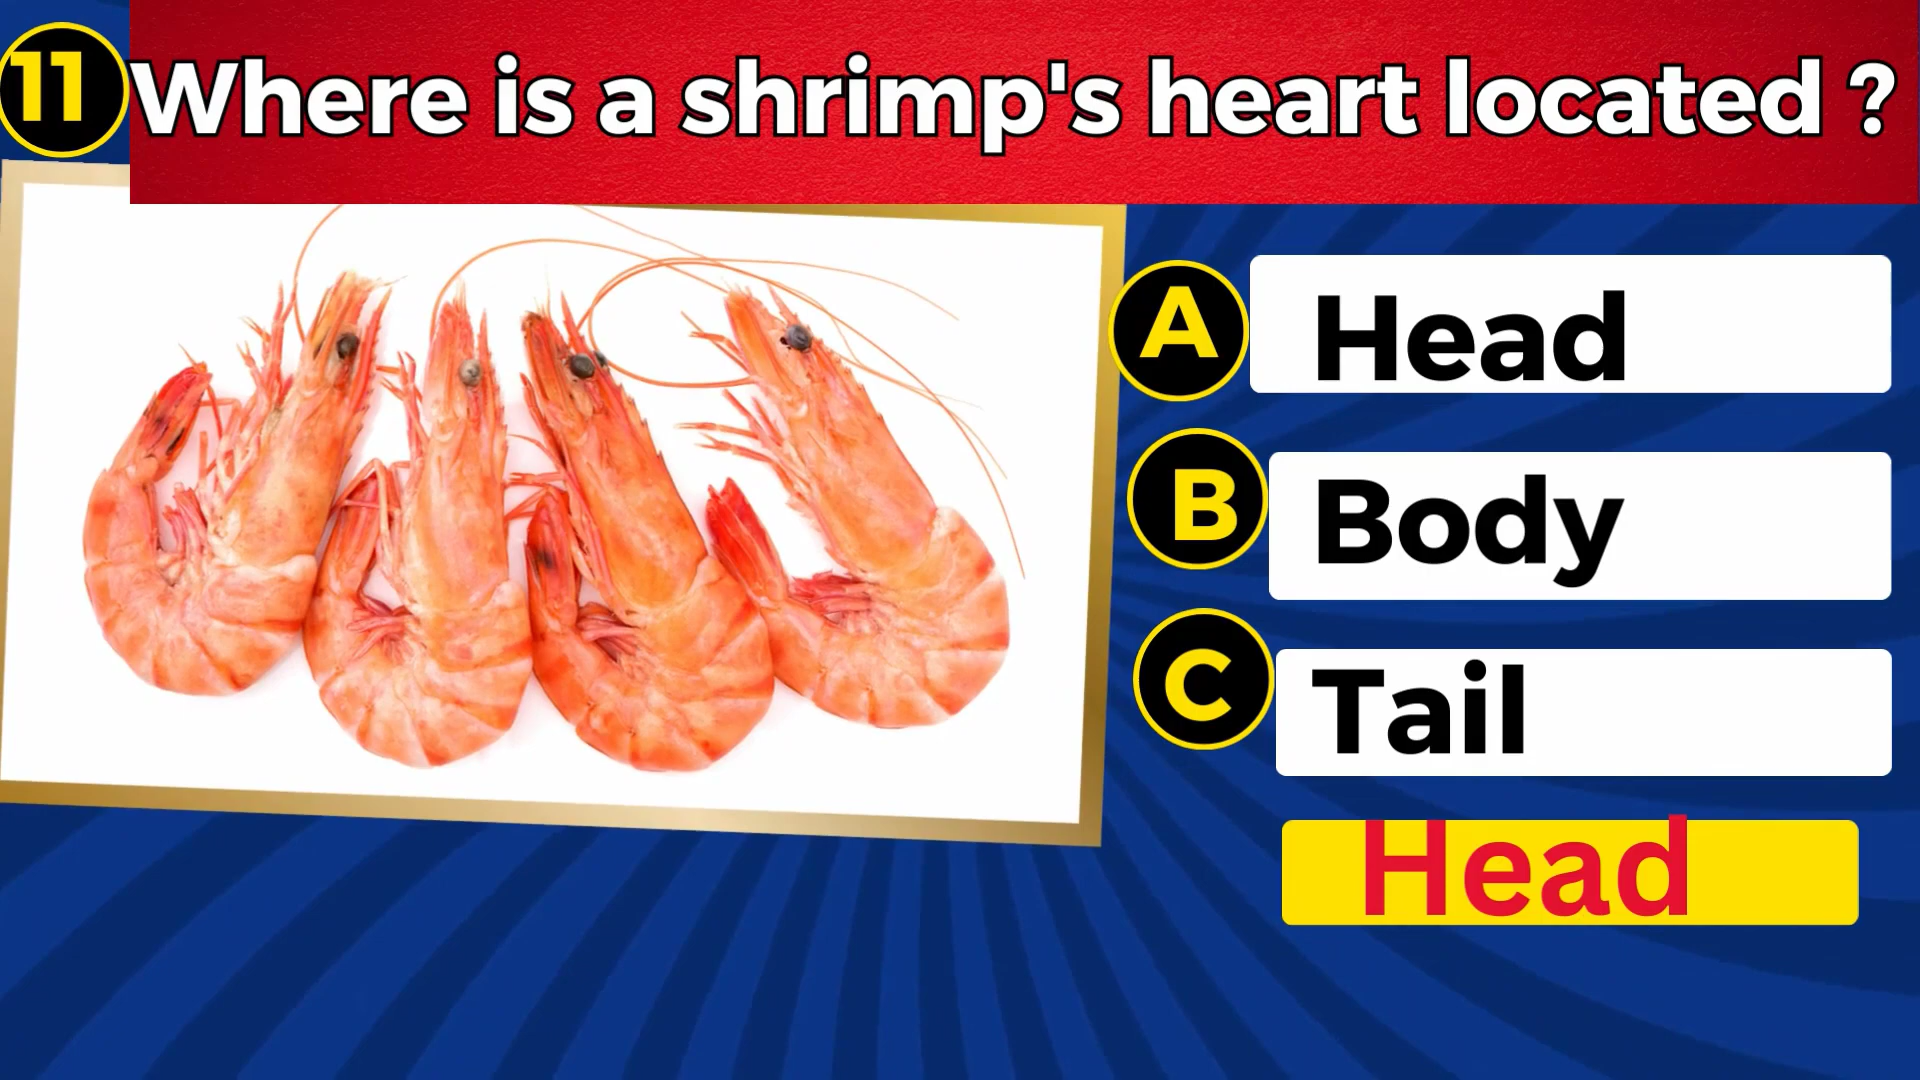 11
Where is a shrimp's heart located ?
A Head
B Body
C Tail
Head